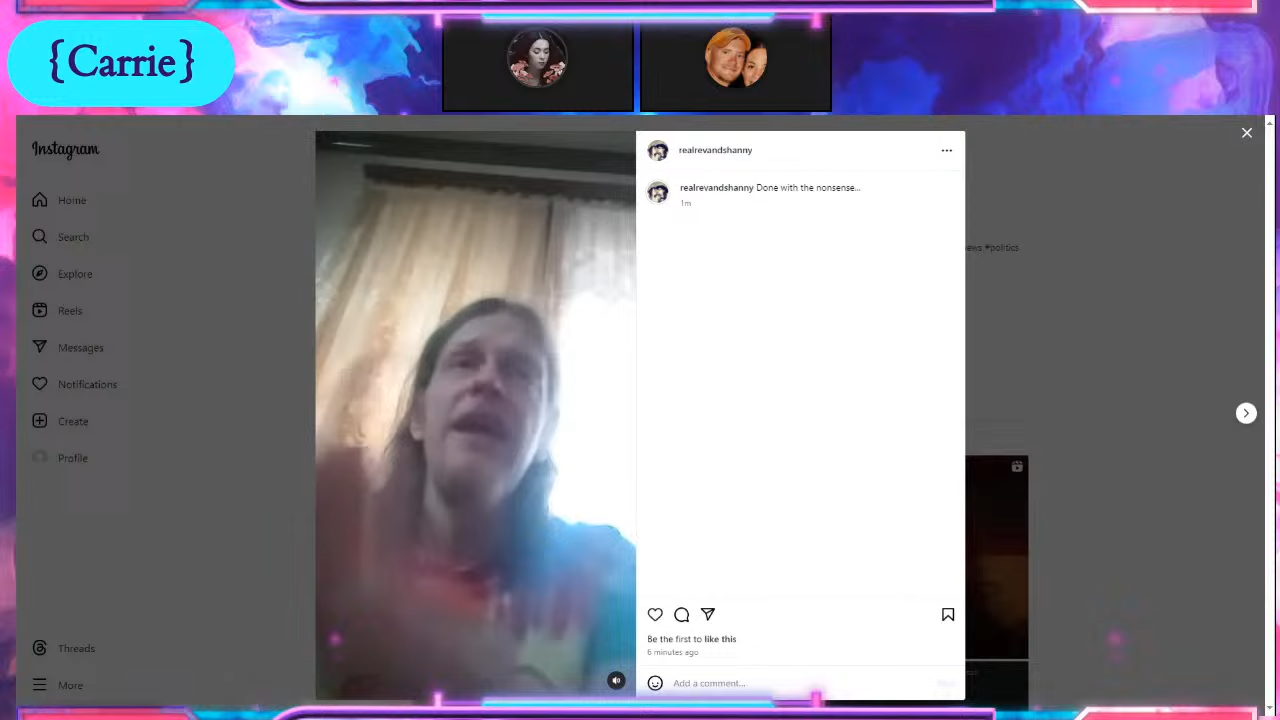 {Carrie}
Instagram
Home
Search
Explore
Reels
Messages
Notifications
Create
Profile
Threads
More
realrevandshanny
realrevandshanny Done with the nonsense...
1m
Be the first to like this
6 minutes ago
Add a comment...
#politics